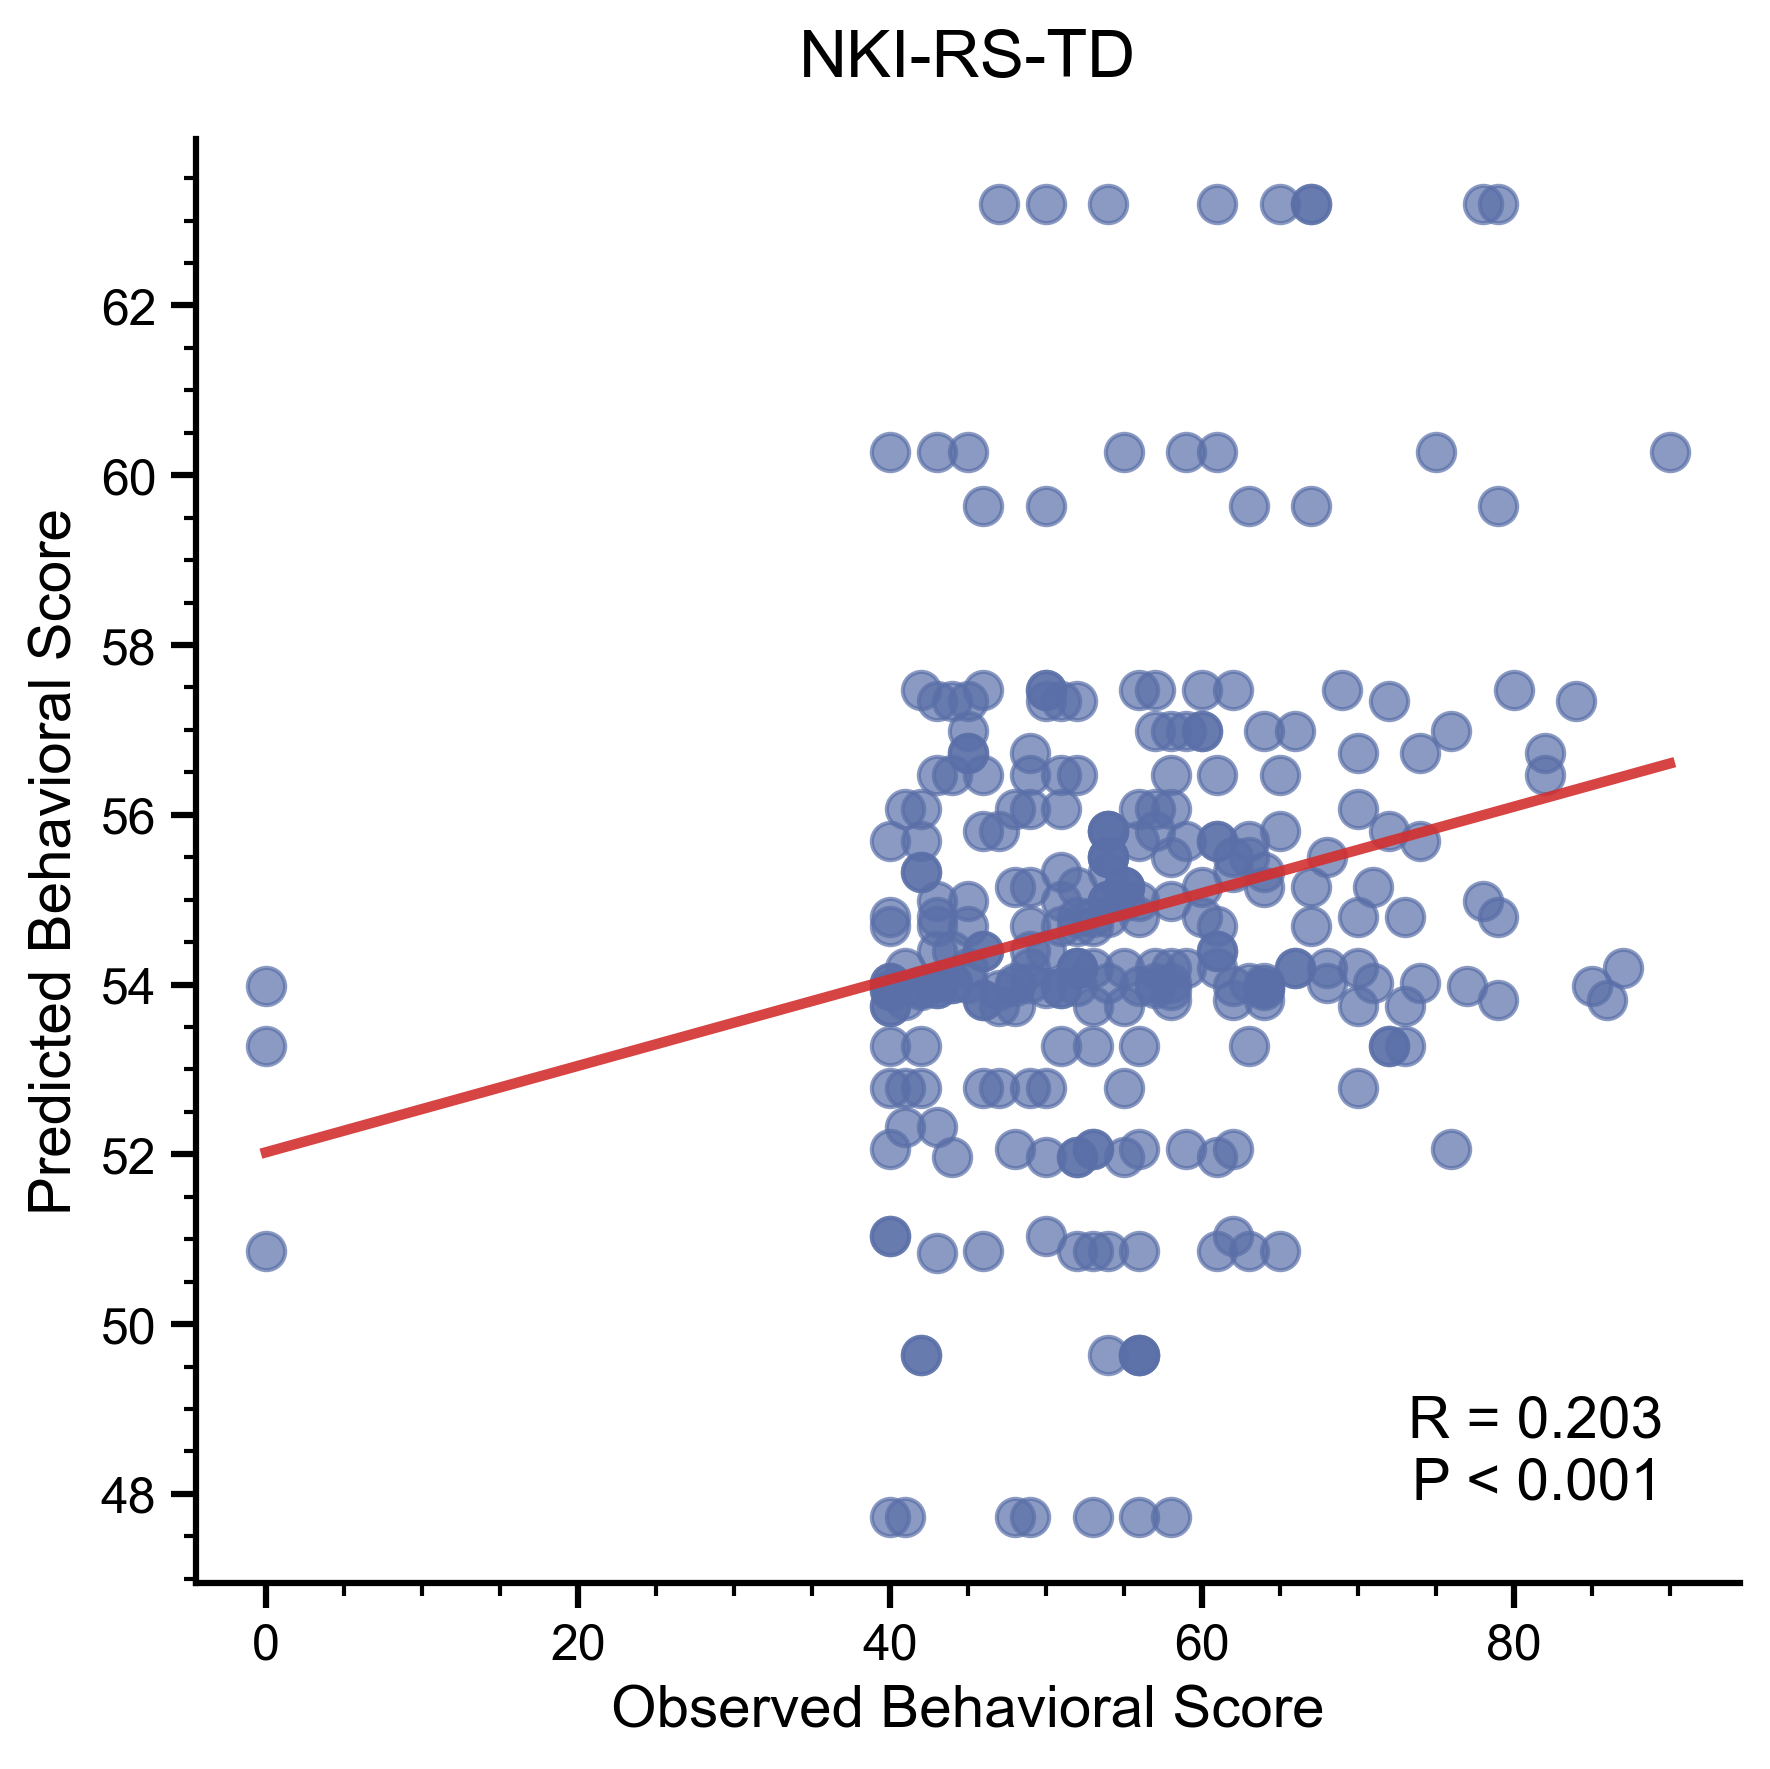 NKI-RS-TD
Predicted Behavioral Score
62
60
58
56
54
52
50
48
R = 0.203
P < 0.001
0 20 40 60 80
Observed Behavioral Score